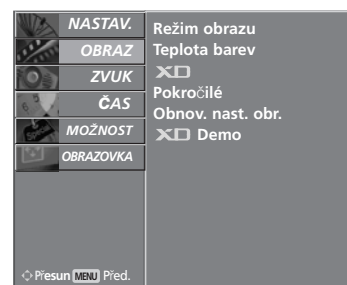 NASTAV.
OBRAZ
ZVUK
ČAS
MOŽNOST
OBRAZOVKA
Režim obrazu
Teplota barev
XD
Pokročilé
Obnov. nast. obr.
XD Demo
Přesun MENU Před.